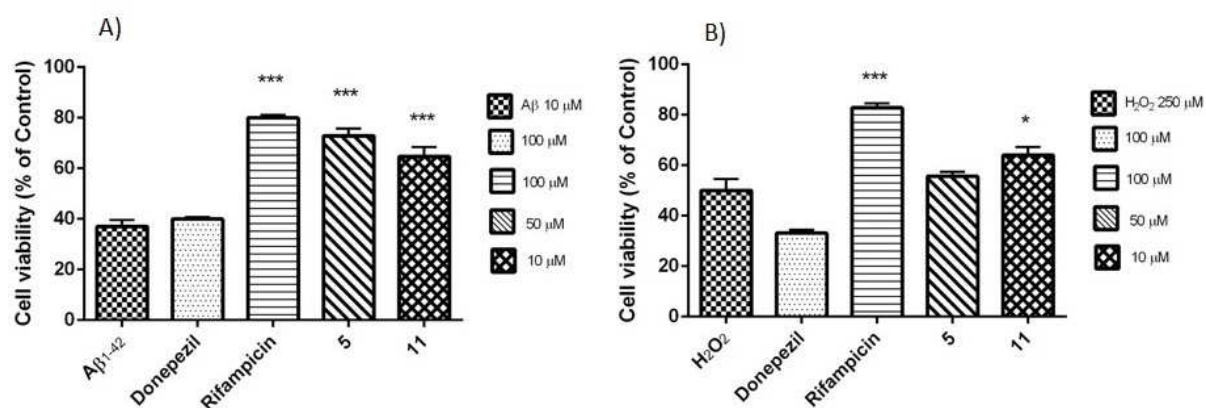 A)
Cell viability (% of Control)
100
80
60
40
20
0
***
***
***
Aβ1-42
Donepezil
Rifampicin
5
11
Aβ 10 µM
100 µM
100 µM
50 µM
10 µM
B)
Cell viability (% of Control)
100
80
60
40
20
0
***
*
H₂O₂
Donepezil
Rifampicin
5
11
H₂O₂ 250 µM
100 µM
100 µM
50 µM
10 µM